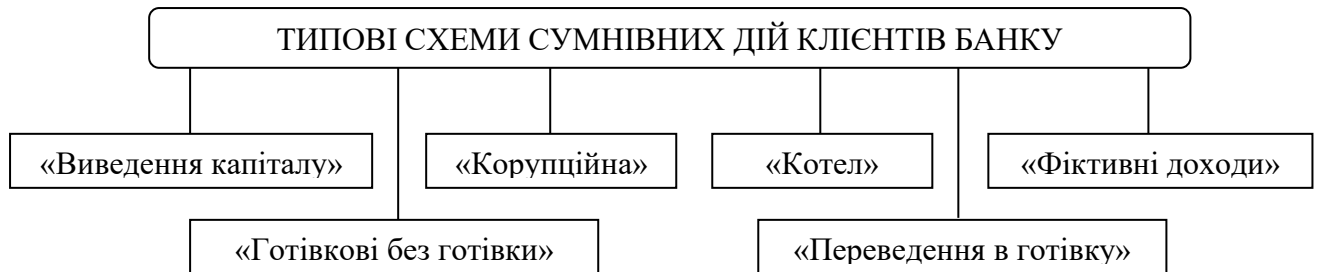 ТИПОВІ СХЕМИ СУМНІВНИХ ДІЙ КЛІЄНТІВ БАНКУ
«Виведення капіталу»
«Корупційна»
«Котел»
«Фіктивні доходи»
«Готівкові без готівки»
«Переведення в готівку»